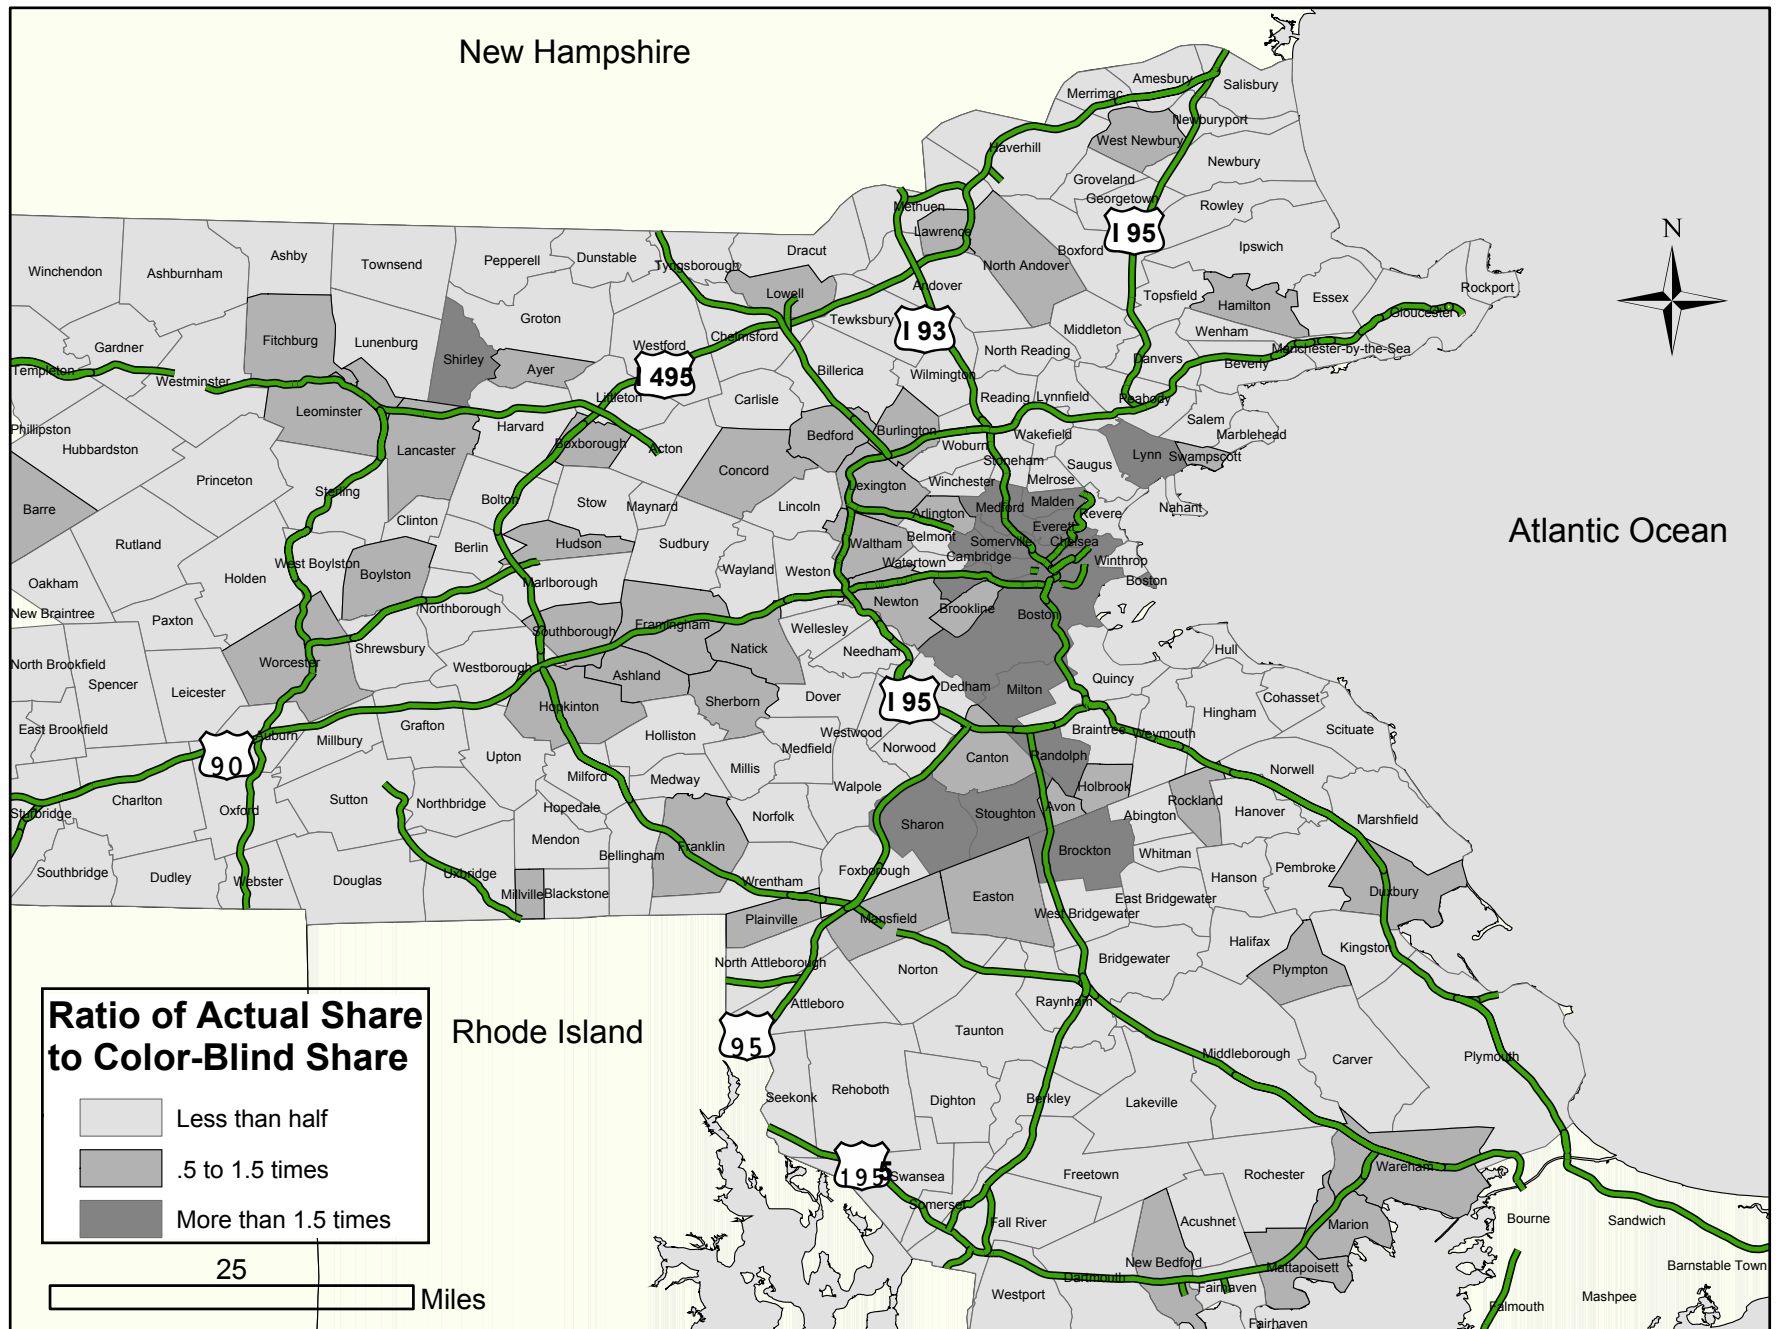 New Hampshire
Amesbury
Merrimac
Salisbury
Newburyport
West Newbury
Haverhill
Newbury
Groveland
Georgetown
Rowley
Methuen
Lawrence
I 95
Ipswich
Boxford
North Andover
Dracut
Andover
Tyngsborough
Dunstable
Pepperell
Townsend
Ashby
Ashburnham
Winchendon
N
Rockport
Essex
Gloucester
Topsfield
Hamilton
Lowell
Tewksbury
Groton
Chelmsford
I 93
Middleton
Wenham
Manchester-by-the-Sea
Fitchburg
Lunenburg
Gardner
Shirley
Ayer
Westford
I 495
North Reading
Danvers
Beverly
Templeton
Westminster
Billerica
Wilmington
Littleton
Carlisle
Reading
Lynnfield
Peabody
Leominster
Harvard
Salem
Marblehead
Phillipston
Hubbardston
Lancaster
Boxborough
Acton
Bedford
Burlington
Woburn
Wakefield
Concord
Stoneham
Saugus
Lynn
Swampscott
Princeton
Sterling
Bolton
Stow
Maynard
Lincoln
Lexington
Winchester
Melrose
Barre
Clinton
Arlington
Medford
Malden
Revere
Nahant
Everett
Atlantic Ocean
Rutland
Berlin
Hudson
Sudbury
Waltham
Belmont
Somerville
Chelsea
Cambridge
Winthrop
West Boylston
Boylston
Wayland
Weston
Watertown
Boston
Oakham
Holden
Marlborough
New Braintree
Paxton
Northborough
Newton
Brookline
Boston
Southborough
Framingham
Wellesley
Shrewsbury
Natick
Needham
Hull
North Brookfield
Spencer
Leicester
Worcester
Westborough
Ashland
Sherborn
Dover
I 95
Dedham
Milton
Quincy
Cohasset
Hopkinton
Hingham
East Brookfield
Auburn
Millbury
Grafton
Holliston
Westwood
Medfield
Norwood
Braintree
Weymouth
Scituate
90
Upton
Milford
Medway
Millis
Walpole
Canton
Randolph
Norwell
Holbrook
Charlton
Sutton
Northbridge
Hopedale
Avon
Rockland
Hanover
Sturbridge
Oxford
Norfolk
Sharon
Stoughton
Abington
Marshfield
Mendon
Bellingham
Franklin
Brockton
Whitman
Southbridge
Dudley
Webster
Douglas
Uxbridge
Millville
Blackstone
Wrentham
Foxborough
Hanson
Pembroke
Easton
East Bridgewater
Duxbury
Plainville
Mansfield
West Bridgewater
Halifax
Kingston
North Attleborough
Norton
Bridgewater
Plympton
Attleboro
Raynham
Ratio of Actual Share
to Color-Blind Share
Less than half
.5 to 1.5 times
More than 1.5 times
25
Miles
Rhode Island
95
Taunton
Middleborough
Carver
Plymouth
Seekonk
Rehoboth
Dighton
Berkley
Lakeville
195
Swansea
Freetown
Rochester
Wareham
Somerset
Fall River
Acushnet
Marion
Bourne
Sandwich
New Bedford
Mattapoisett
Barnstable Town
Dartmouth
Fairhaven
Westport
Falmouth
Mashpee
Fairhaven